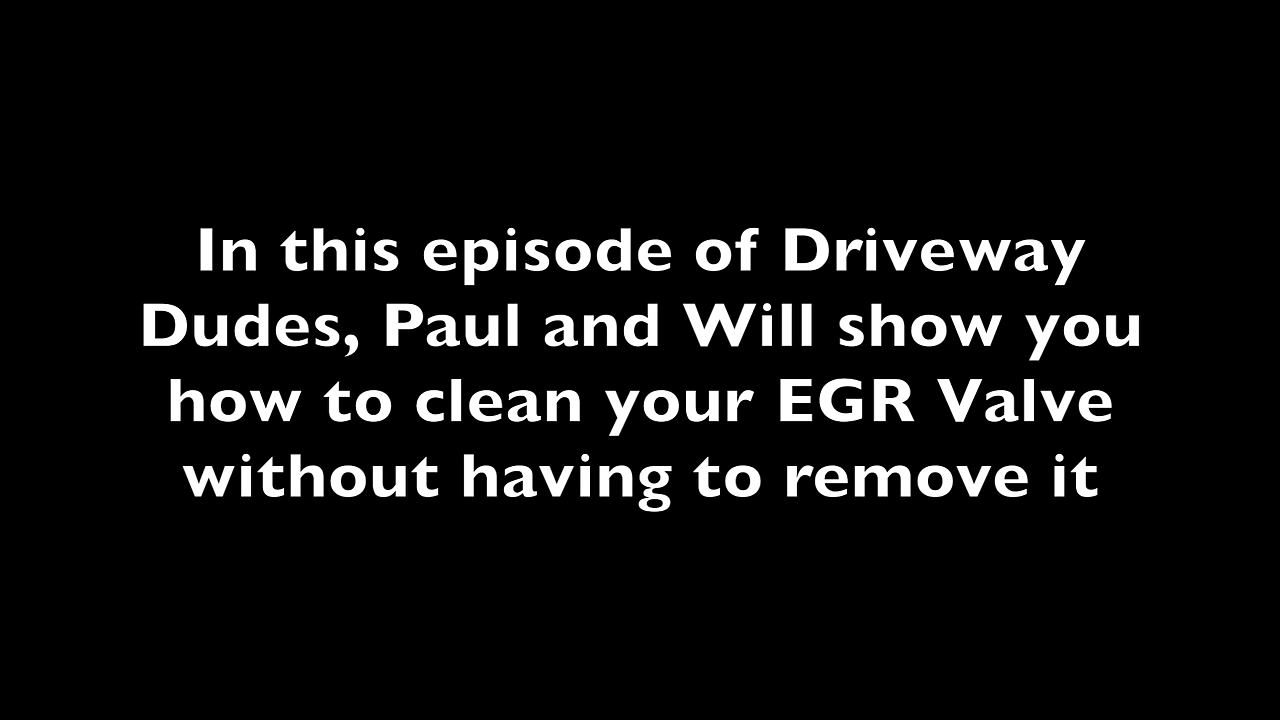 In this episode of Driveway
Dudes, Paul and Will show you
how to clean your EGR Valve
without having to remove it